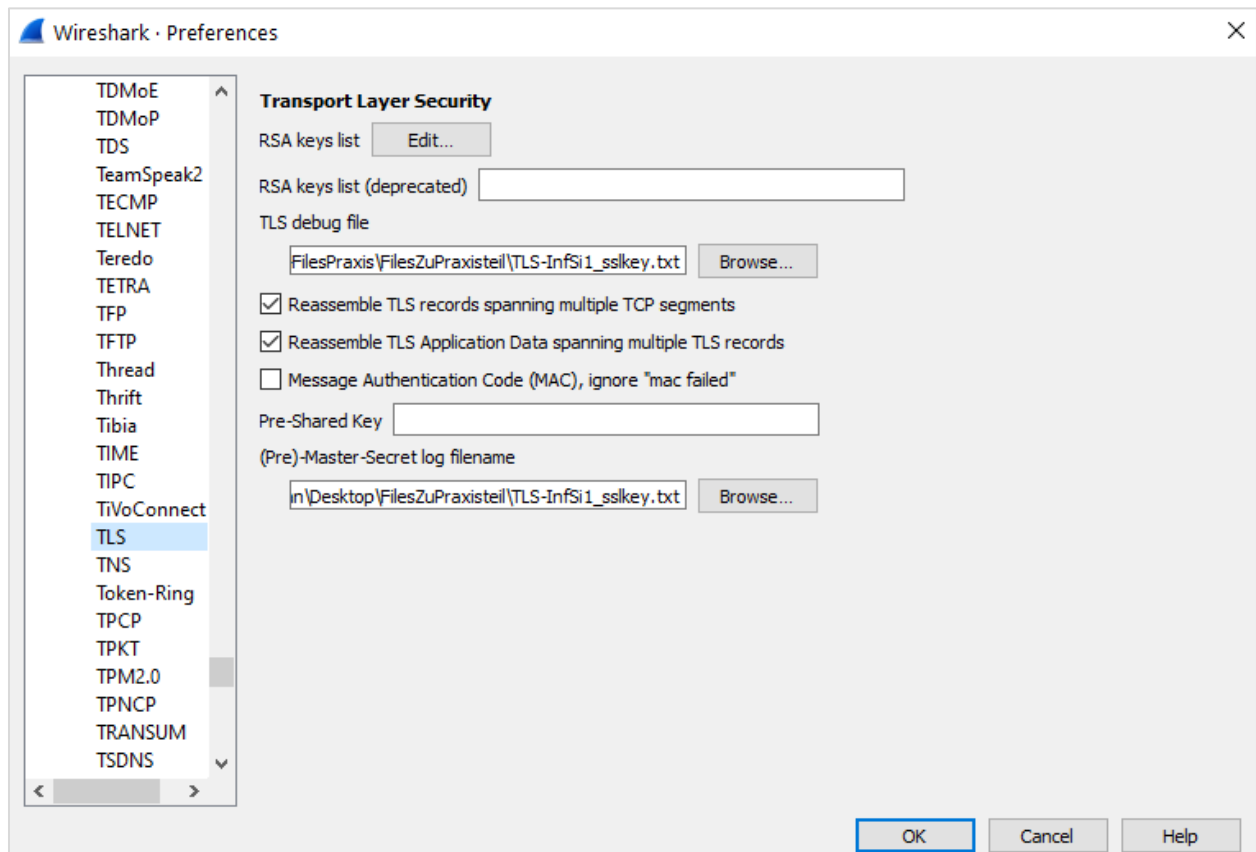 Wireshark · Preferences
TDMoE
TDMoP
TDS
TeamSpeak2
TECMP
TELNET
Teredo
TETRA
TFP
TFTP
Thread
Thrift
Tibia
TIME
TIPC
TiVoConnect
TLS
TNS
Token-Ring
TPCP
TPKT
TPM2.0
TPNCP
TRANSUM
TSDNS
Transport Layer Security
RSA keys list Edit...
RSA keys list (deprecated)
TLS debug file
FilesPraxis\FilesZuPraxisteil\TLS-InfSi1_sslkey.txt Browse...
Reassemble TLS records spanning multiple TCP segments
Reassemble TLS Application Data spanning multiple TLS records
Message Authentication Code (MAC), ignore "mac failed"
Pre-Shared Key
(Pre)-Master-Secret log filename
n\Desktop\FilesZuPraxisteil\TLS-InfSi1_sslkey.txt Browse...
OK Cancel Help